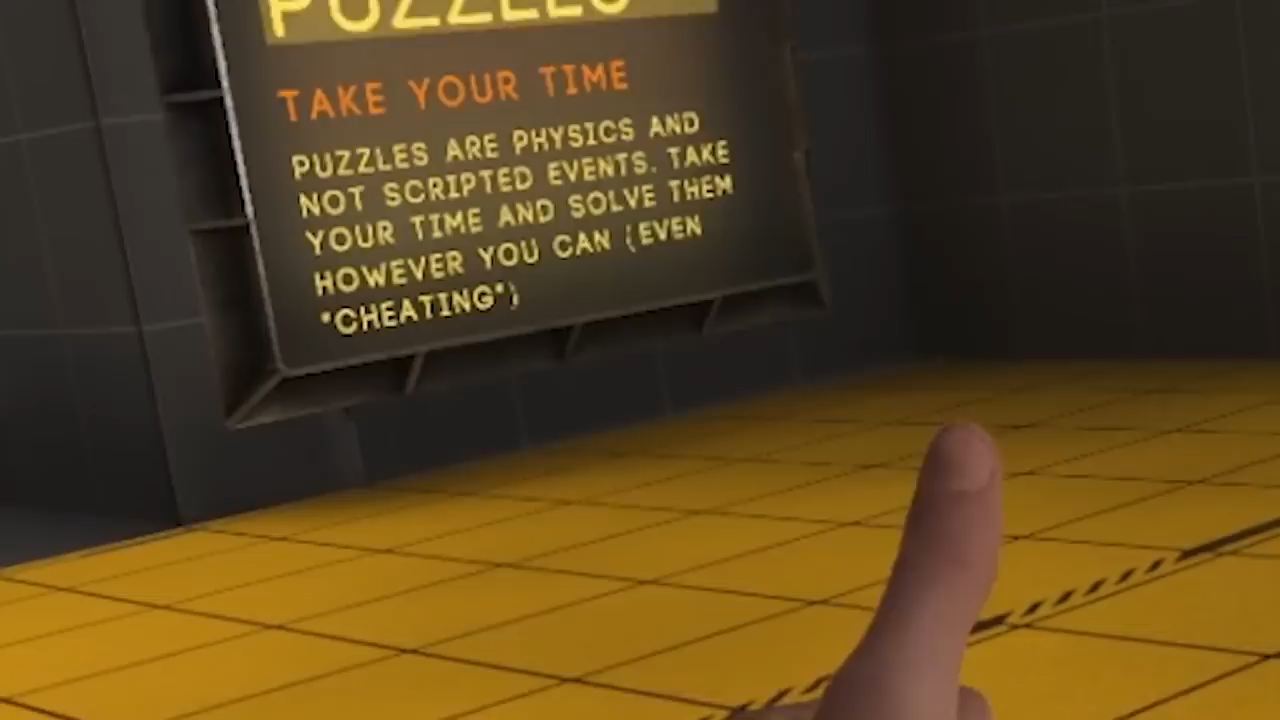 PUZZLES
TAKE YOUR TIME
PUZZLES ARE PHYSICS AND
NOT SCRIPTED EVENTS. TAKE
YOUR TIME AND SOLVE THEM
HOWEVER YOU CAN (EVEN
"CHEATING")